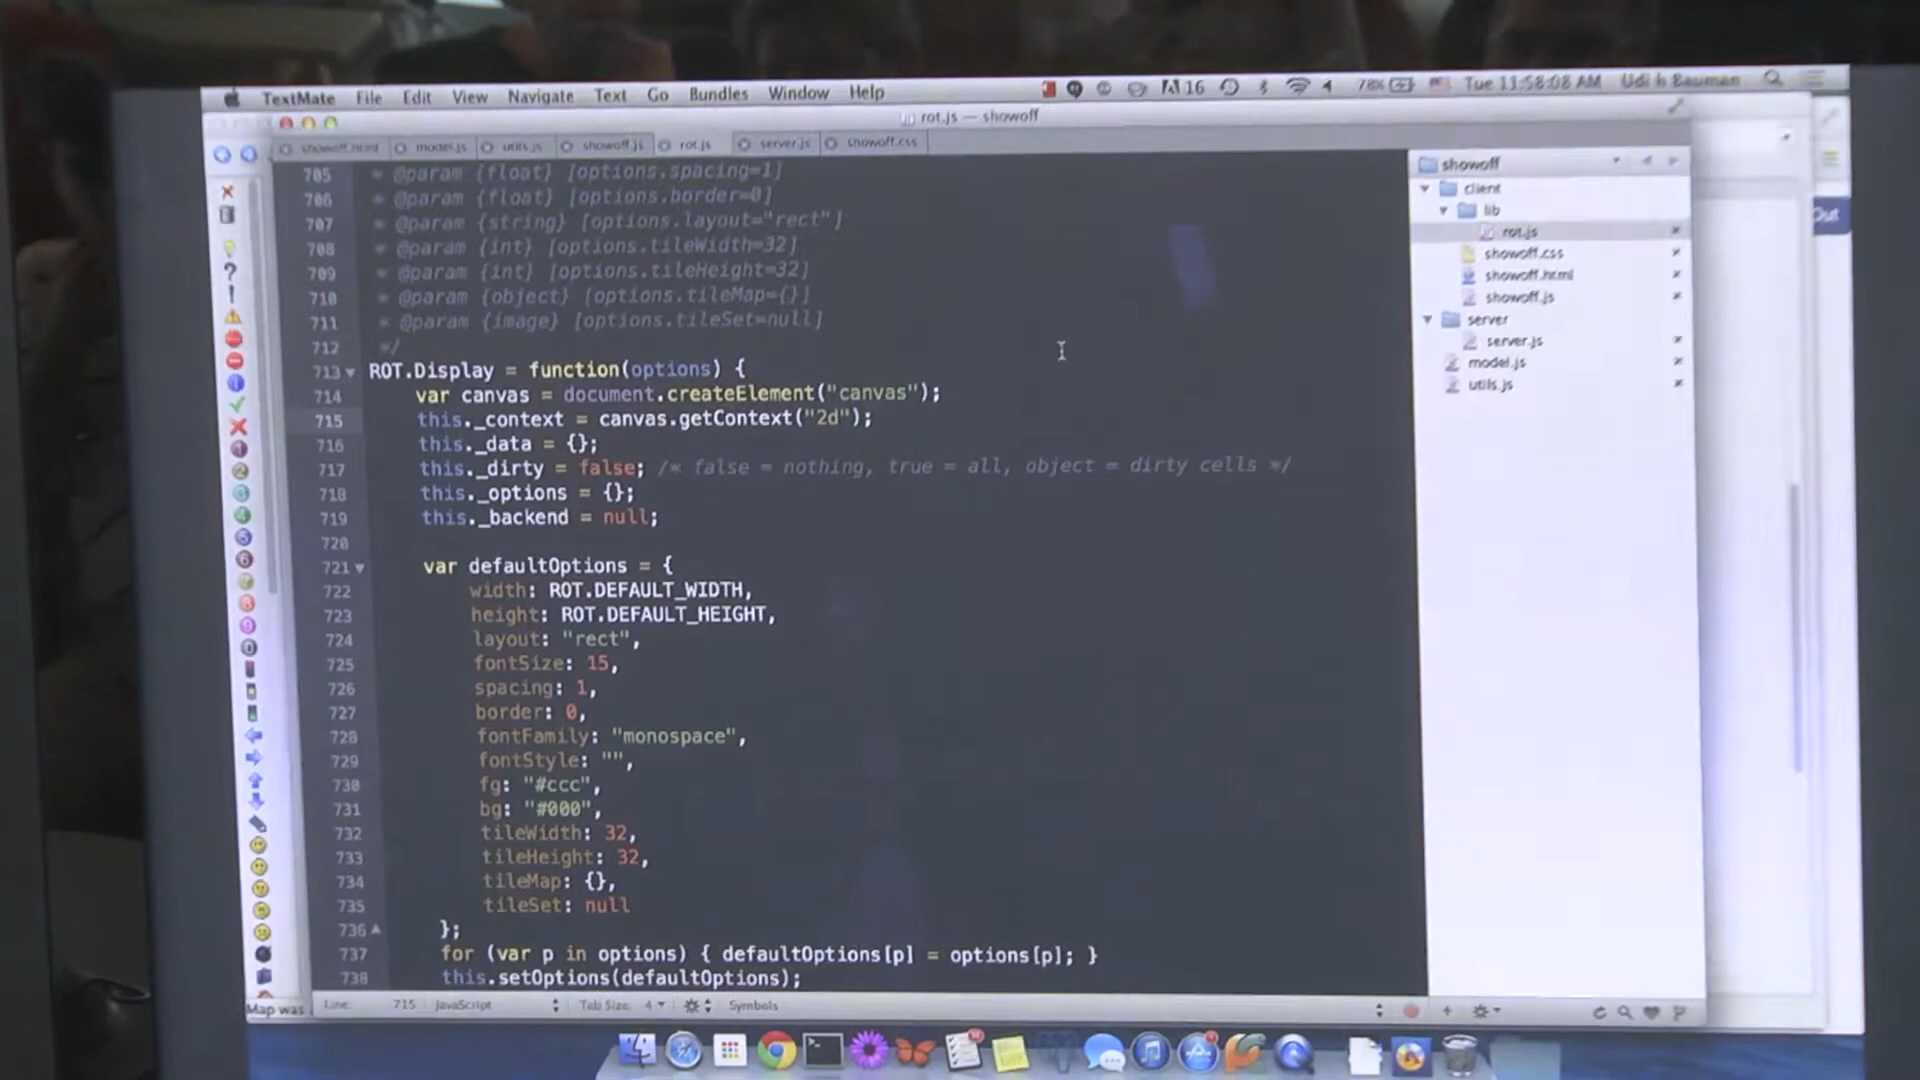 TextMate File Edit View Navigate Text Go Bundles Window Help 16 78% Tue 11:58:08 AM Udi h Bauman
rot.js — showoff
showoff.html model.js utils.js showoff.js rot.js server.js showoff.css
705 * @param {float} [options.spacing=1]
706 * @param {float} [options.border=0]
707 * @param {string} [options.layout="rect"]
708 * @param {int} [options.tileWidth=32]
709 * @param {int} [options.tileHeight=32]
710 * @param {object} [options.tileMap={}]
711 * @param {image} [options.tileSet=null]
712 */
713 ROT.Display = function(options) {
714 var canvas = document.createElement("canvas");
715 this._context = canvas.getContext("2d");
716 this._data = {};
717 this._dirty = false; /* false = nothing, true = all, object = dirty cells */
718 this._options = {};
719 this._backend = null;
720
721 var defaultOptions = {
722 width: ROT.DEFAULT_WIDTH,
723 height: ROT.DEFAULT_HEIGHT,
724 layout: "rect",
725 fontSize: 15,
726 spacing: 1,
727 border: 0,
728 fontFamily: "monospace",
729 fontStyle: "",
730 fg: "#ccc",
731 bg: "#000",
732 tileWidth: 32,
733 tileHeight: 32,
734 tileMap: {},
735 tileSet: null
736 };
737 for (var p in options) { defaultOptions[p] = options[p]; }
738 this.setOptions(defaultOptions);
showoff
client
lib
rot.js
showoff.css
showoff.html
showoff.js
server
server.js
model.js
utils.js
Out
Map was
Line: 715 JavaScript Tab Size: 4 Symbols